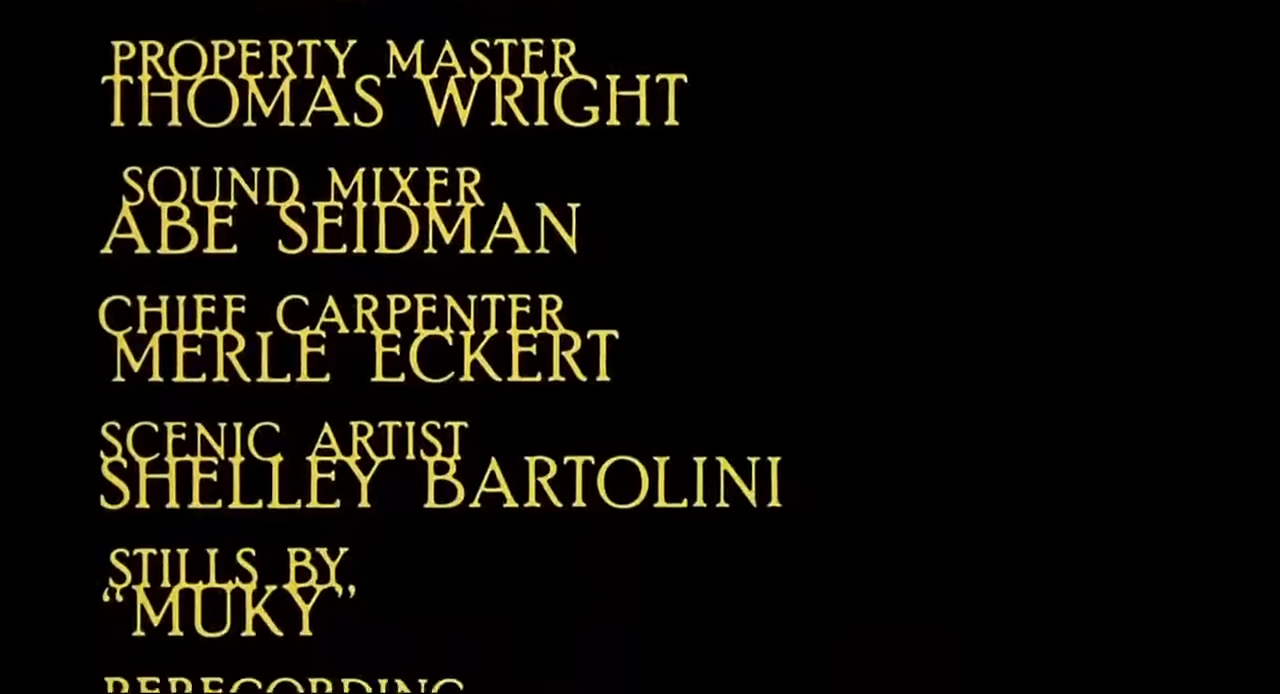 PROPERTY MASTER
THOMAS WRIGHT
SOUND MIXER
ABE SEIDMAN
CHIEF CARPENTER
MERLE ECKERT
SCENIC ARTIST
SHELLEY BARTOLINI
STILLS BY,
“MUKY”
RERECORDING